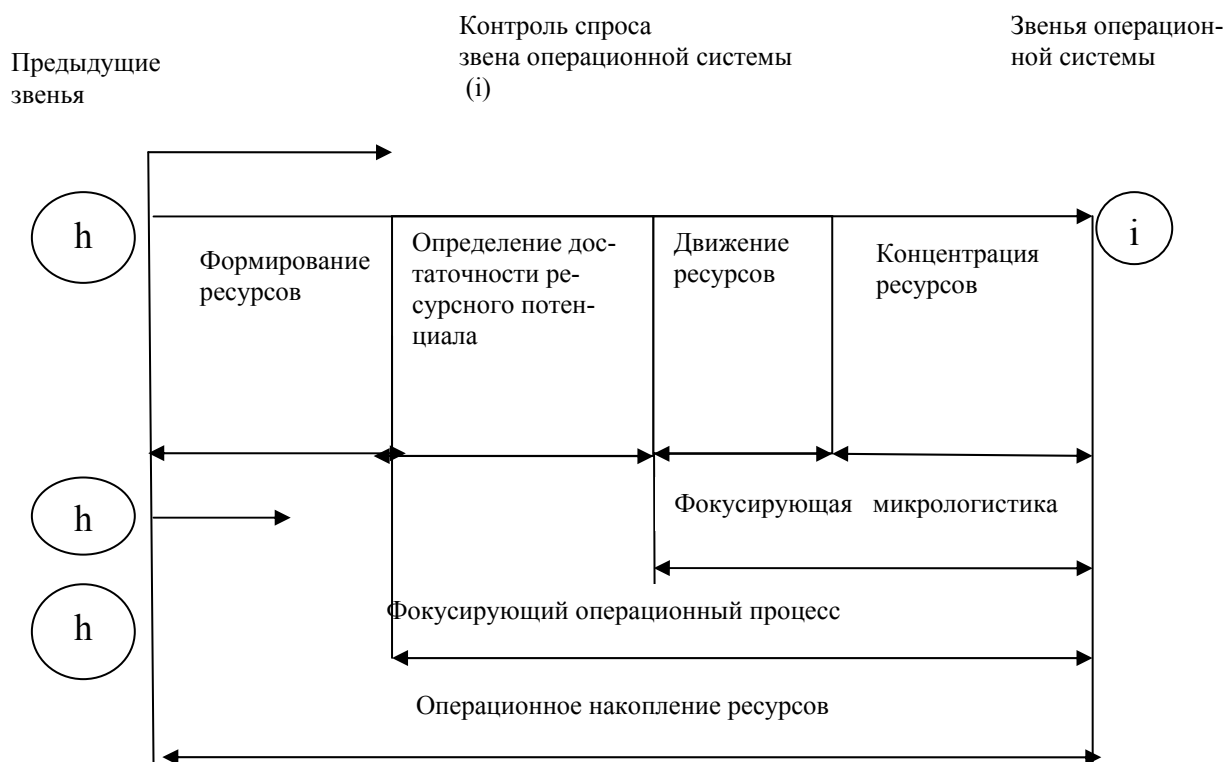 Контроль спроса
звена операционной системы
(i)
Звенья операцион-
ной системы
Предыдущие
звенья
h
i
Формирование
ресурсов
Определение дос-
таточности ре-
сурсного потен-
циала
Движение
ресурсов
Концентрация
ресурсов
h
Фокусирующая микрологистика
h
Фокусирующий операционный процесс
Операционное накопление ресурсов